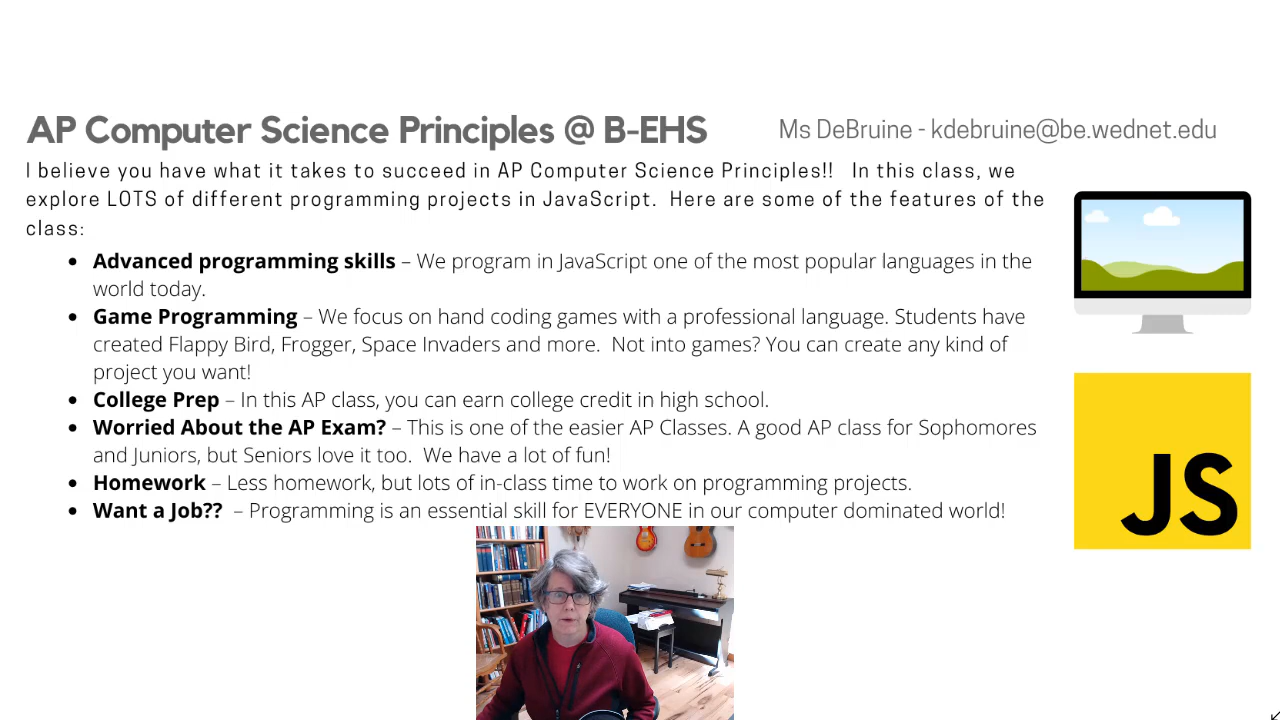 AP Computer Science Principles @ B-EHS
Ms DeBruine - kdebruine@be.wednet.edu
I believe you have what it takes to succeed in AP Computer Science Principles!!   In this class, we
explore LOTS of different programming projects in JavaScript.  Here are some of the features of the
class:
• Advanced programming skills – We program in JavaScript one of the most popular languages in the
world today.
• Game Programming – We focus on hand coding games with a professional language. Students have
created Flappy Bird, Frogger, Space Invaders and more.  Not into games? You can create any kind of
project you want!
• College Prep – In this AP class, you can earn college credit in high school.
• Worried About the AP Exam? – This is one of the easier AP Classes. A good AP class for Sophomores
and Juniors, but Seniors love it too.  We have a lot of fun!
• Homework – Less homework, but lots of in-class time to work on programming projects.
• Want a Job??  – Programming is an essential skill for EVERYONE in our computer dominated world!
JS